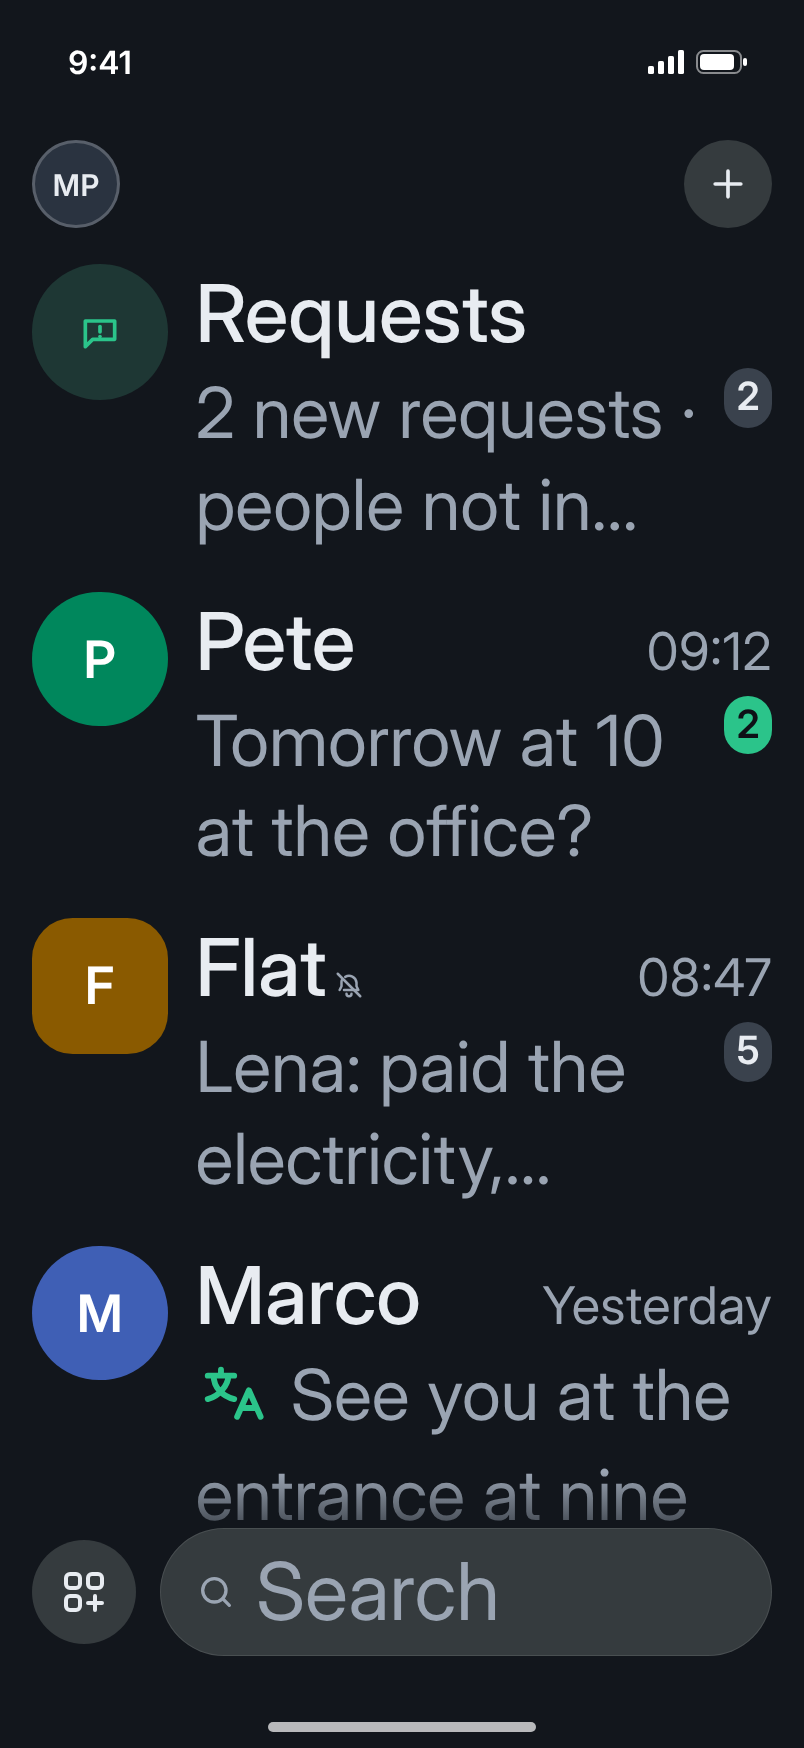 9:41
MP
Requests
2 new requests ·
2
people not in...
P
Pete
09:12
Tomorrow at 10
2
at the office?
F
Flat
08:47
Lena: paid the
5
electricity,...
M
Marco
Yesterday
See you at the
entrance at nine
Search